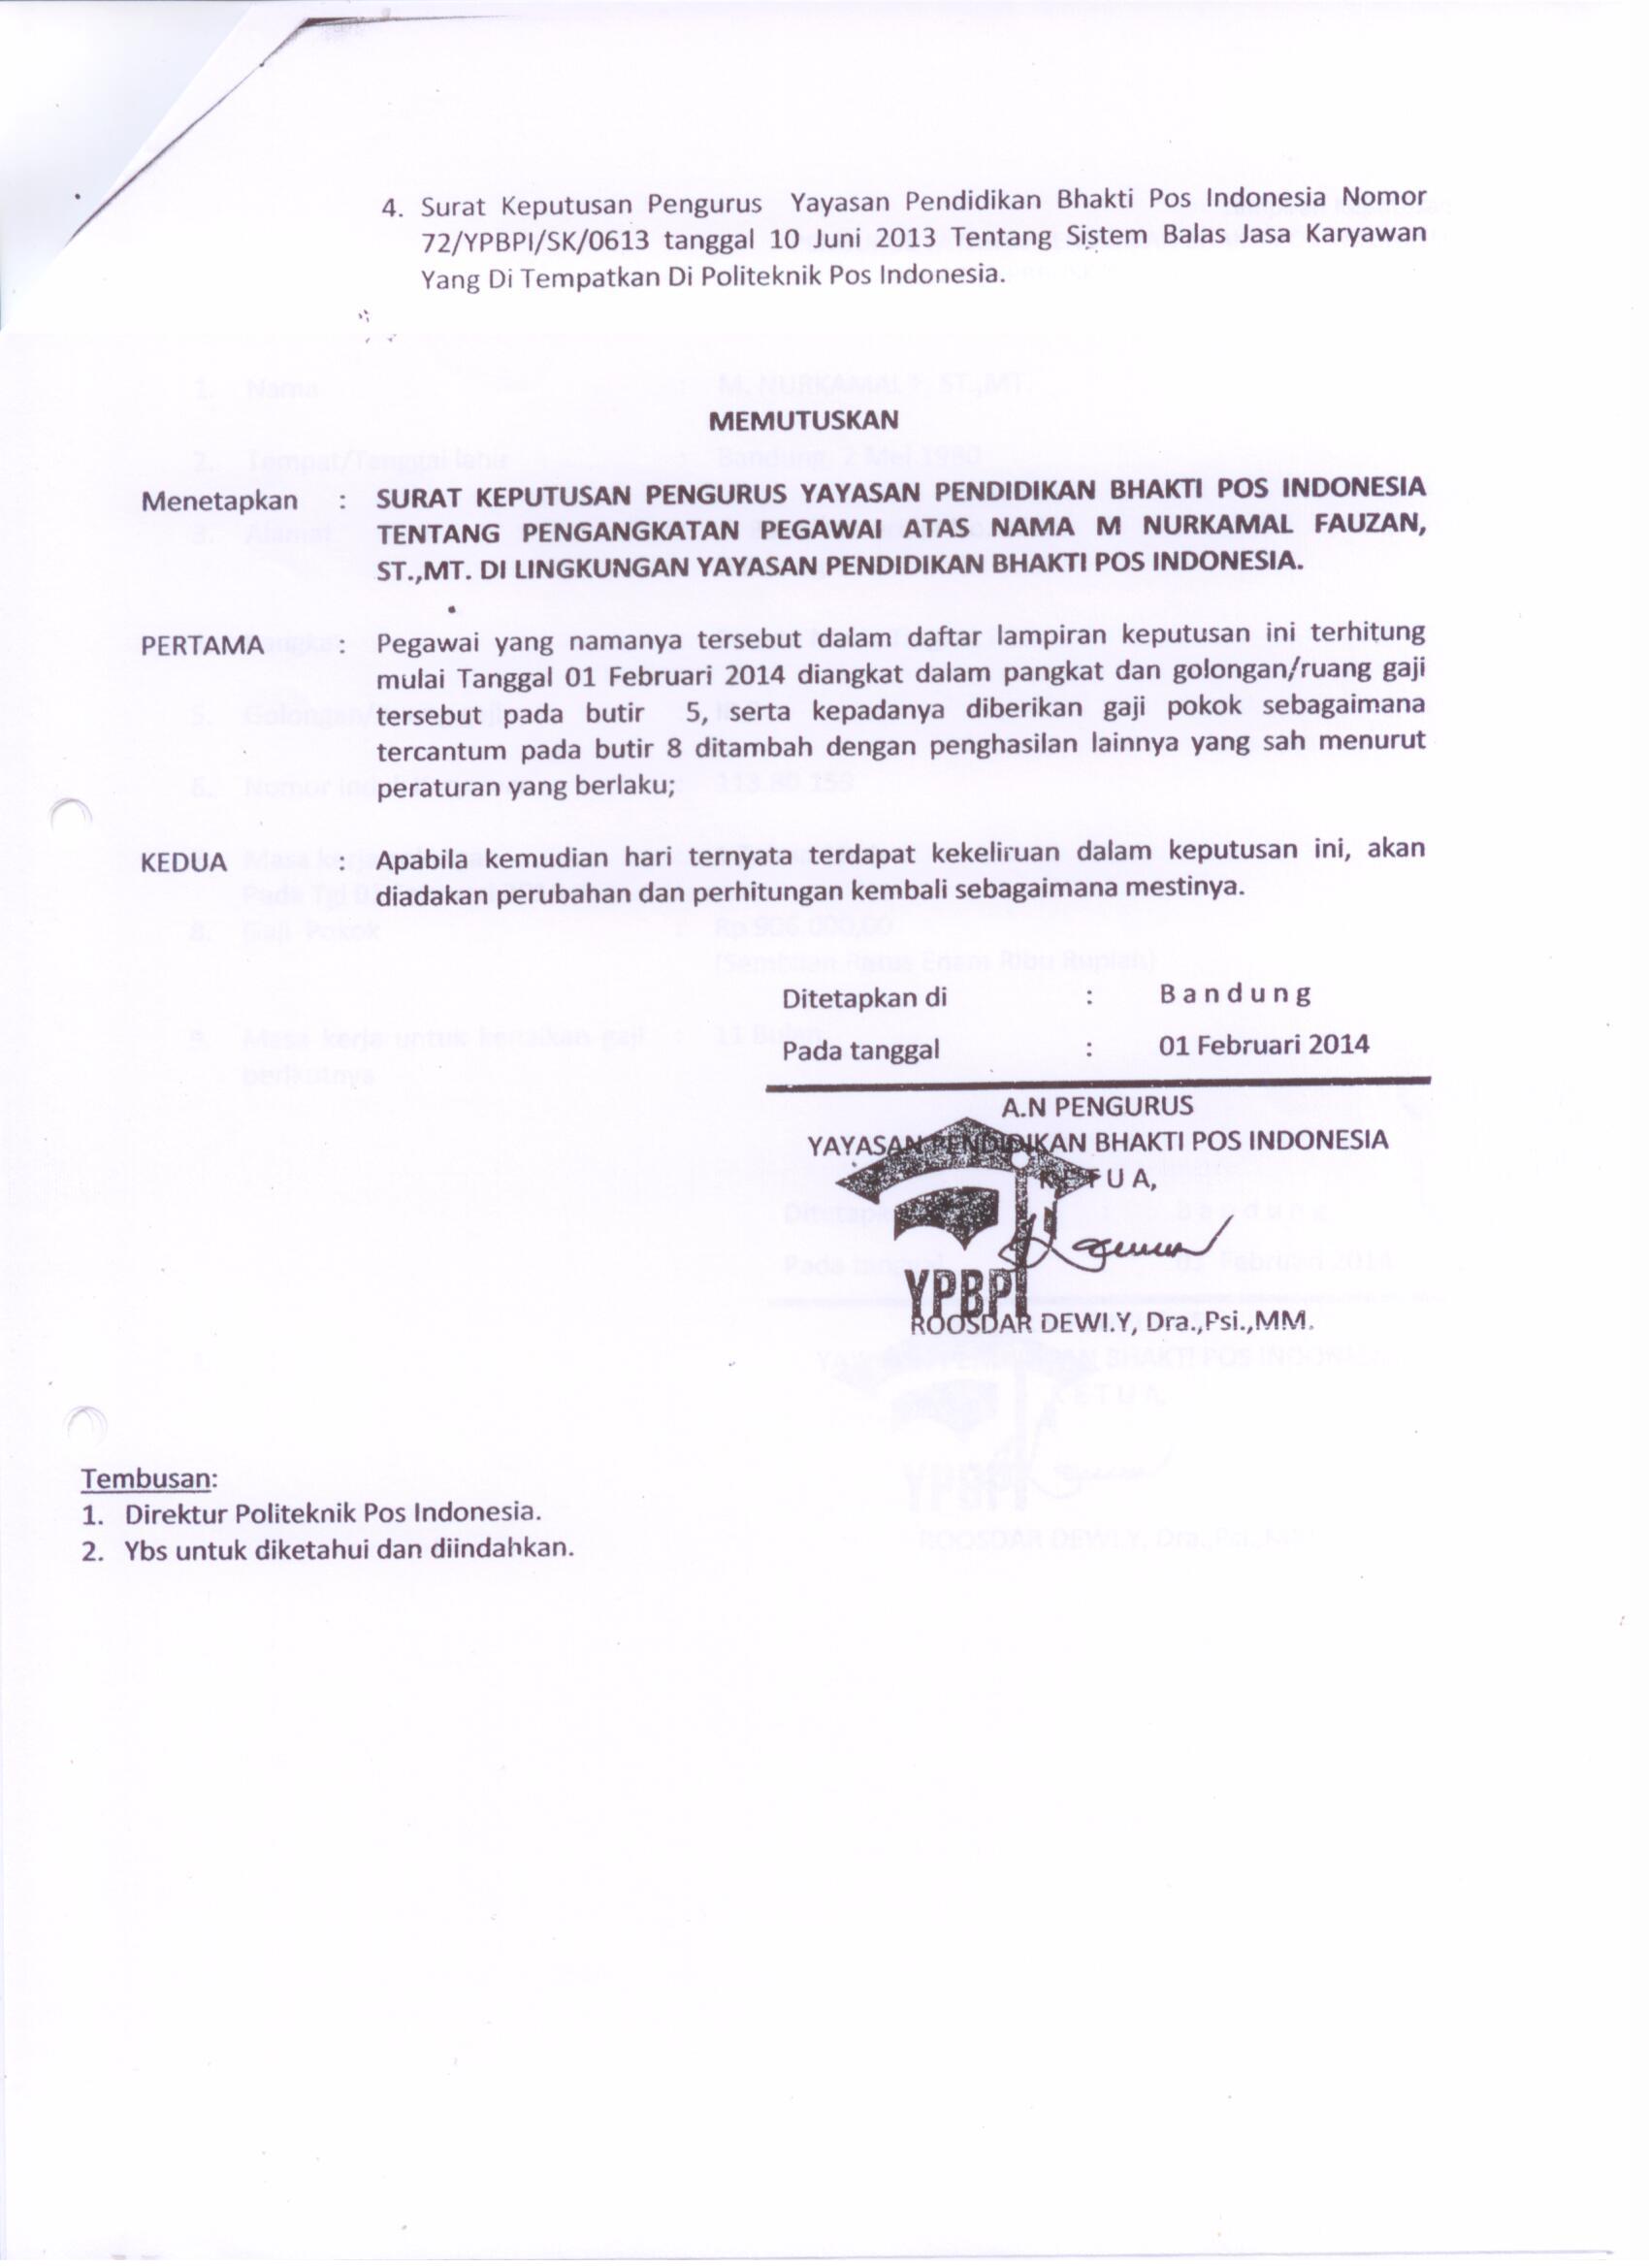 4. Surat Keputusan Pengurus Yayasan Pendidikan Bhakti Pos Indonesia Nomor
72/YPBPI/SK/0613 tanggal 10 Juni 2013 Tentang Sistem Balas Jasa Karyawan
Yang Di Tempatkan Di Politeknik Pos Indonesia.
MEMUTUSKAN
Menetapkan : SURAT KEPUTUSAN PENGURUS YAYASAN PENDIDIKAN BHAKTI POS INDONESIA
TENTANG PENGANGKATAN PEGAWAI ATAS NAMA M NURKAMAL FAUZAN,
ST.,MT. DI LINGKUNGAN YAYASAN PENDIDIKAN BHAKTI POS INDONESIA.
PERTAMA : Pegawai yang namanya tersebut dalam daftar lampiran keputusan ini terhitung
mulai Tanggal 01 Februari 2014 diangkat dalam pangkat dan golongan/ruang gaji
tersebut pada butir 5, serta kepadanya diberikan gaji pokok sebagaimana
tercantum pada butir 8 ditambah dengan penghasilan lainnya yang sah menurut
peraturan yang berlaku;
KEDUA : Apabila kemudian hari ternyata terdapat kekeliruan dalam keputusan ini, akan
diadakan perubahan dan perhitungan kembali sebagaimana mestinya.
Ditetapkan di : B a n d u n g
Pada tanggal : 01 Februari 2014
A.N PENGURUS
YAYASAN PENDIDIKAN BHAKTI POS INDONESIA
K E T U A,
YPBPI
ROOSDAR DEWI.Y, Dra.,Psi.,MM.
Tembusan:
1. Direktur Politeknik Pos Indonesia.
2. Ybs untuk diketahui dan diindahkan.